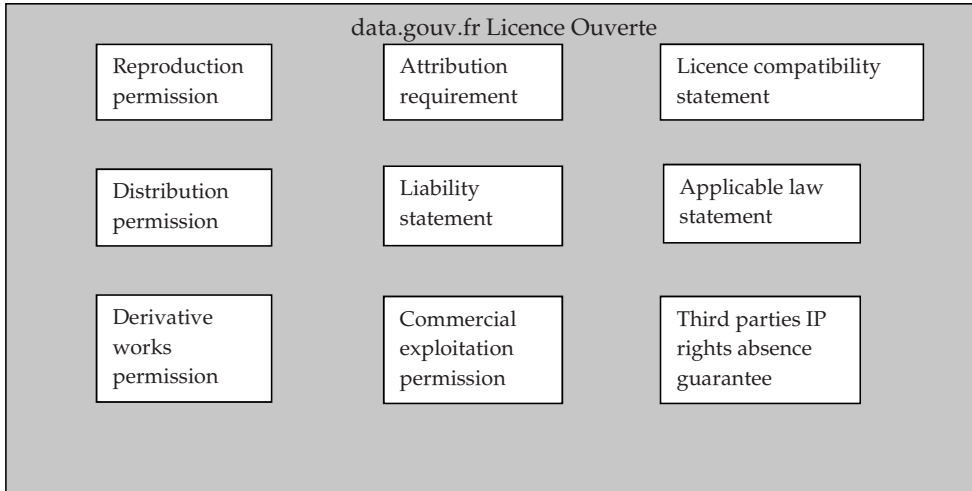 data.gouv.fr Licence Ouverte
Reproduction
permission
Attribution
requirement
Licence compatibility
statement
Distribution
permission
Liability
statement
Applicable law
statement
Derivative
works
permission
Commercial
exploitation
permission
Third parties IP
rights absence
guarantee